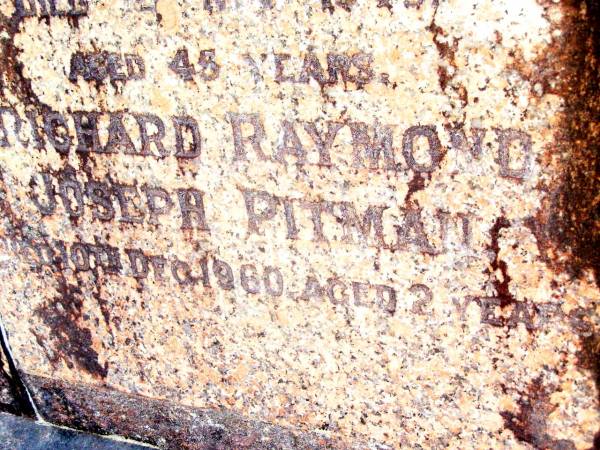 AGED 45 YEARS.
RICHARD RAYMOND
JOSEPH PITMAN
10TH DEC. 1960. AGED 2 YEARS